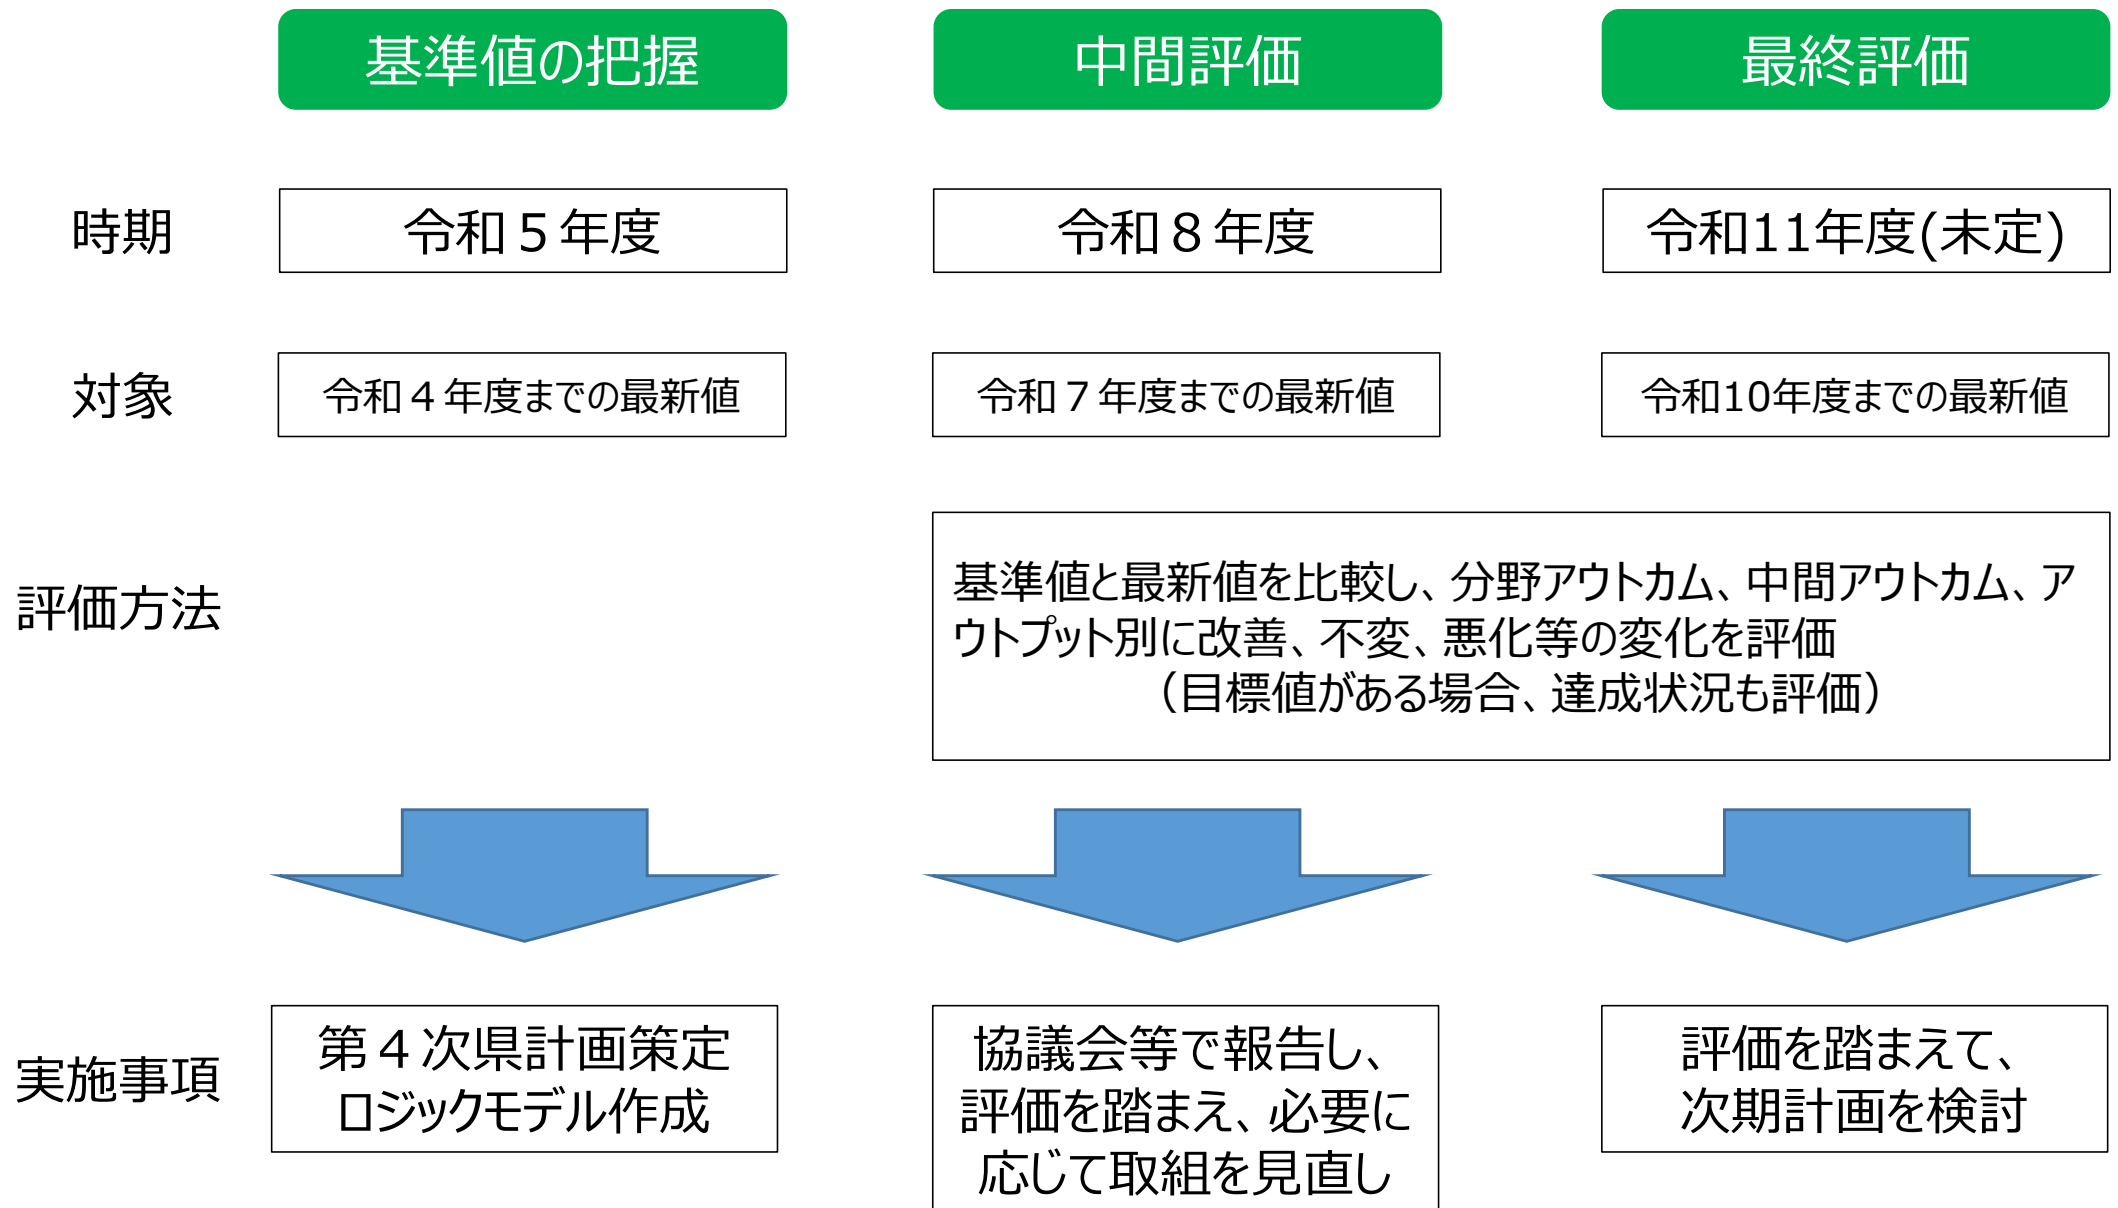 基準値の把握 中間評価 最終評価
時期 令和５年度 令和８年度 令和11年度(未定)
対象 令和４年度までの最新値 令和７年度までの最新値 令和10年度までの最新値
評価方法
基準値と最新値を比較し、分野アウトカム、中間アウトカム、ア
ウトプット別に改善、不変、悪化等の変化を評価
（目標値がある場合、達成状況も評価）
実施事項
第４次県計画策定
ロジックモデル作成
協議会等で報告し、
評価を踏まえ、必要に
応じて取組を見直し
評価を踏まえて、
次期計画を検討